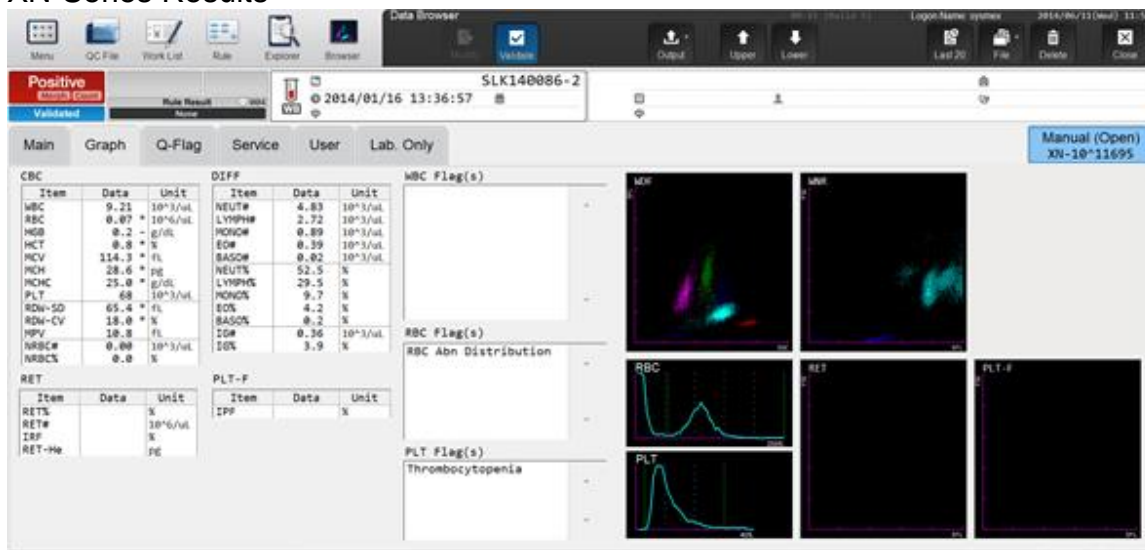 XN-Series Results
Data Browser
Logon Name: sysmex
Menu QC File Work List Rule Explorer Browser Validate Output Upper Lower Last 20 File Delete Close
Positive
Morph. Count
Rule Result
Validated None
WB
SLK140086-2
2014/01/16 13:36:57
Main Graph Q-Flag Service User Lab. Only
Manual (Open)
XN-10^11695
CBC
Item Data Unit
WBC 9.21 10^3/uL
RBC 0.07 * 10^6/uL
HGB 0.2 - g/dL
HCT 0.8 * %
MCV 114.3 * fL
MCH 28.6 * pg
MCHC 25.0 * g/dL
PLT 68 10^3/uL
RDW-SD 65.4 * fL
RDW-CV 18.0 * %
MPV 10.8 fL
NRBC# 0.00 10^3/uL
NRBC% 0.0 %
DIFF
Item Data Unit
NEUT# 4.83 10^3/uL
LYMPH# 2.72 10^3/uL
MONO# 0.89 10^3/uL
EO# 0.39 10^3/uL
BASO# 0.02 10^3/uL
NEUT% 52.5 %
LYMPH% 29.5 %
MONO% 9.7 %
EO% 4.2 %
BASO% 0.2 %
IG# 0.36 10^3/uL
IG% 3.9 %
RET
Item Data Unit
RET% %
RET# 10^6/uL
IRF %
RET-He pg
PLT-F
Item Data Unit
IPF %
WBC Flag(s)
RBC Flag(s)
RBC Abn Distribution
PLT Flag(s)
Thrombocytopenia
WDF
WNR
RBC
RET
PLT-F
PLT